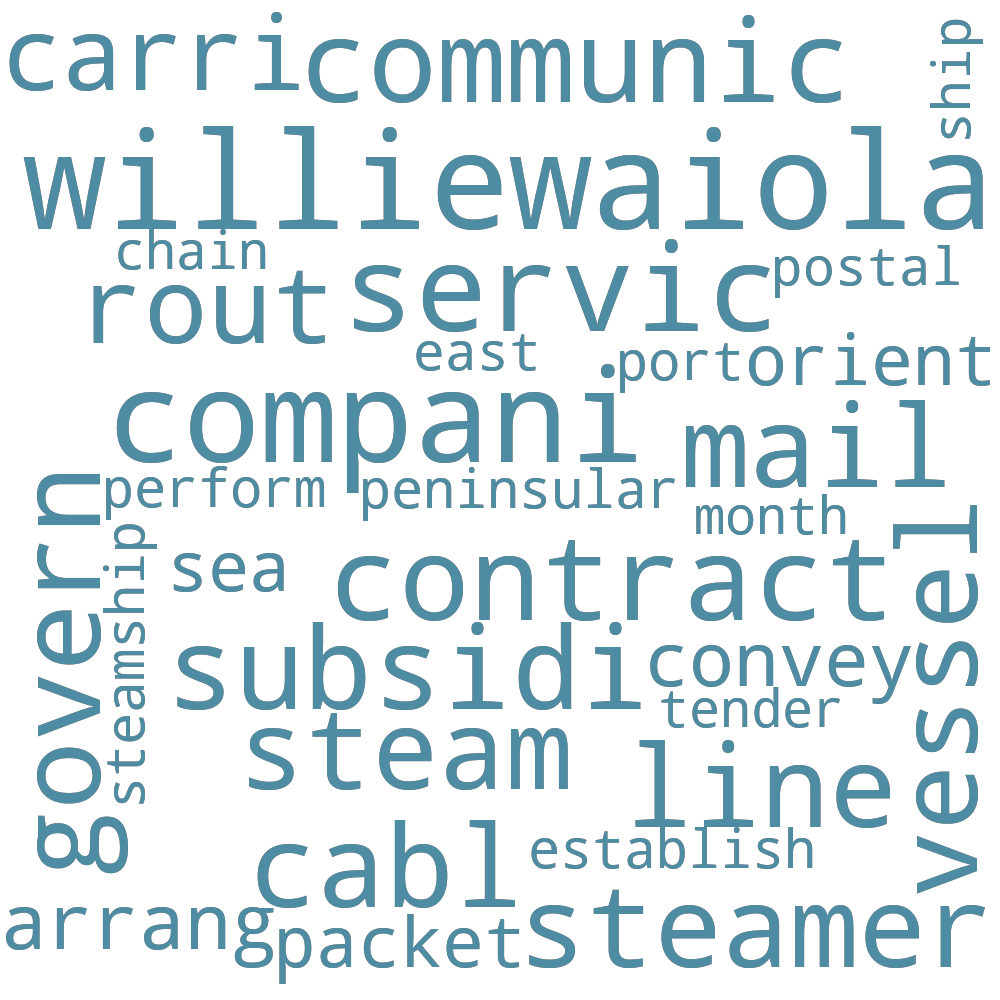 carri communic ship
williewaiola
chain
rout servic postal
east port orient
compani mail
govern perform peninsular month
steamship sea contract vessel
subsidi convey
tender
steam line
cabl establish
arrang packet steamer